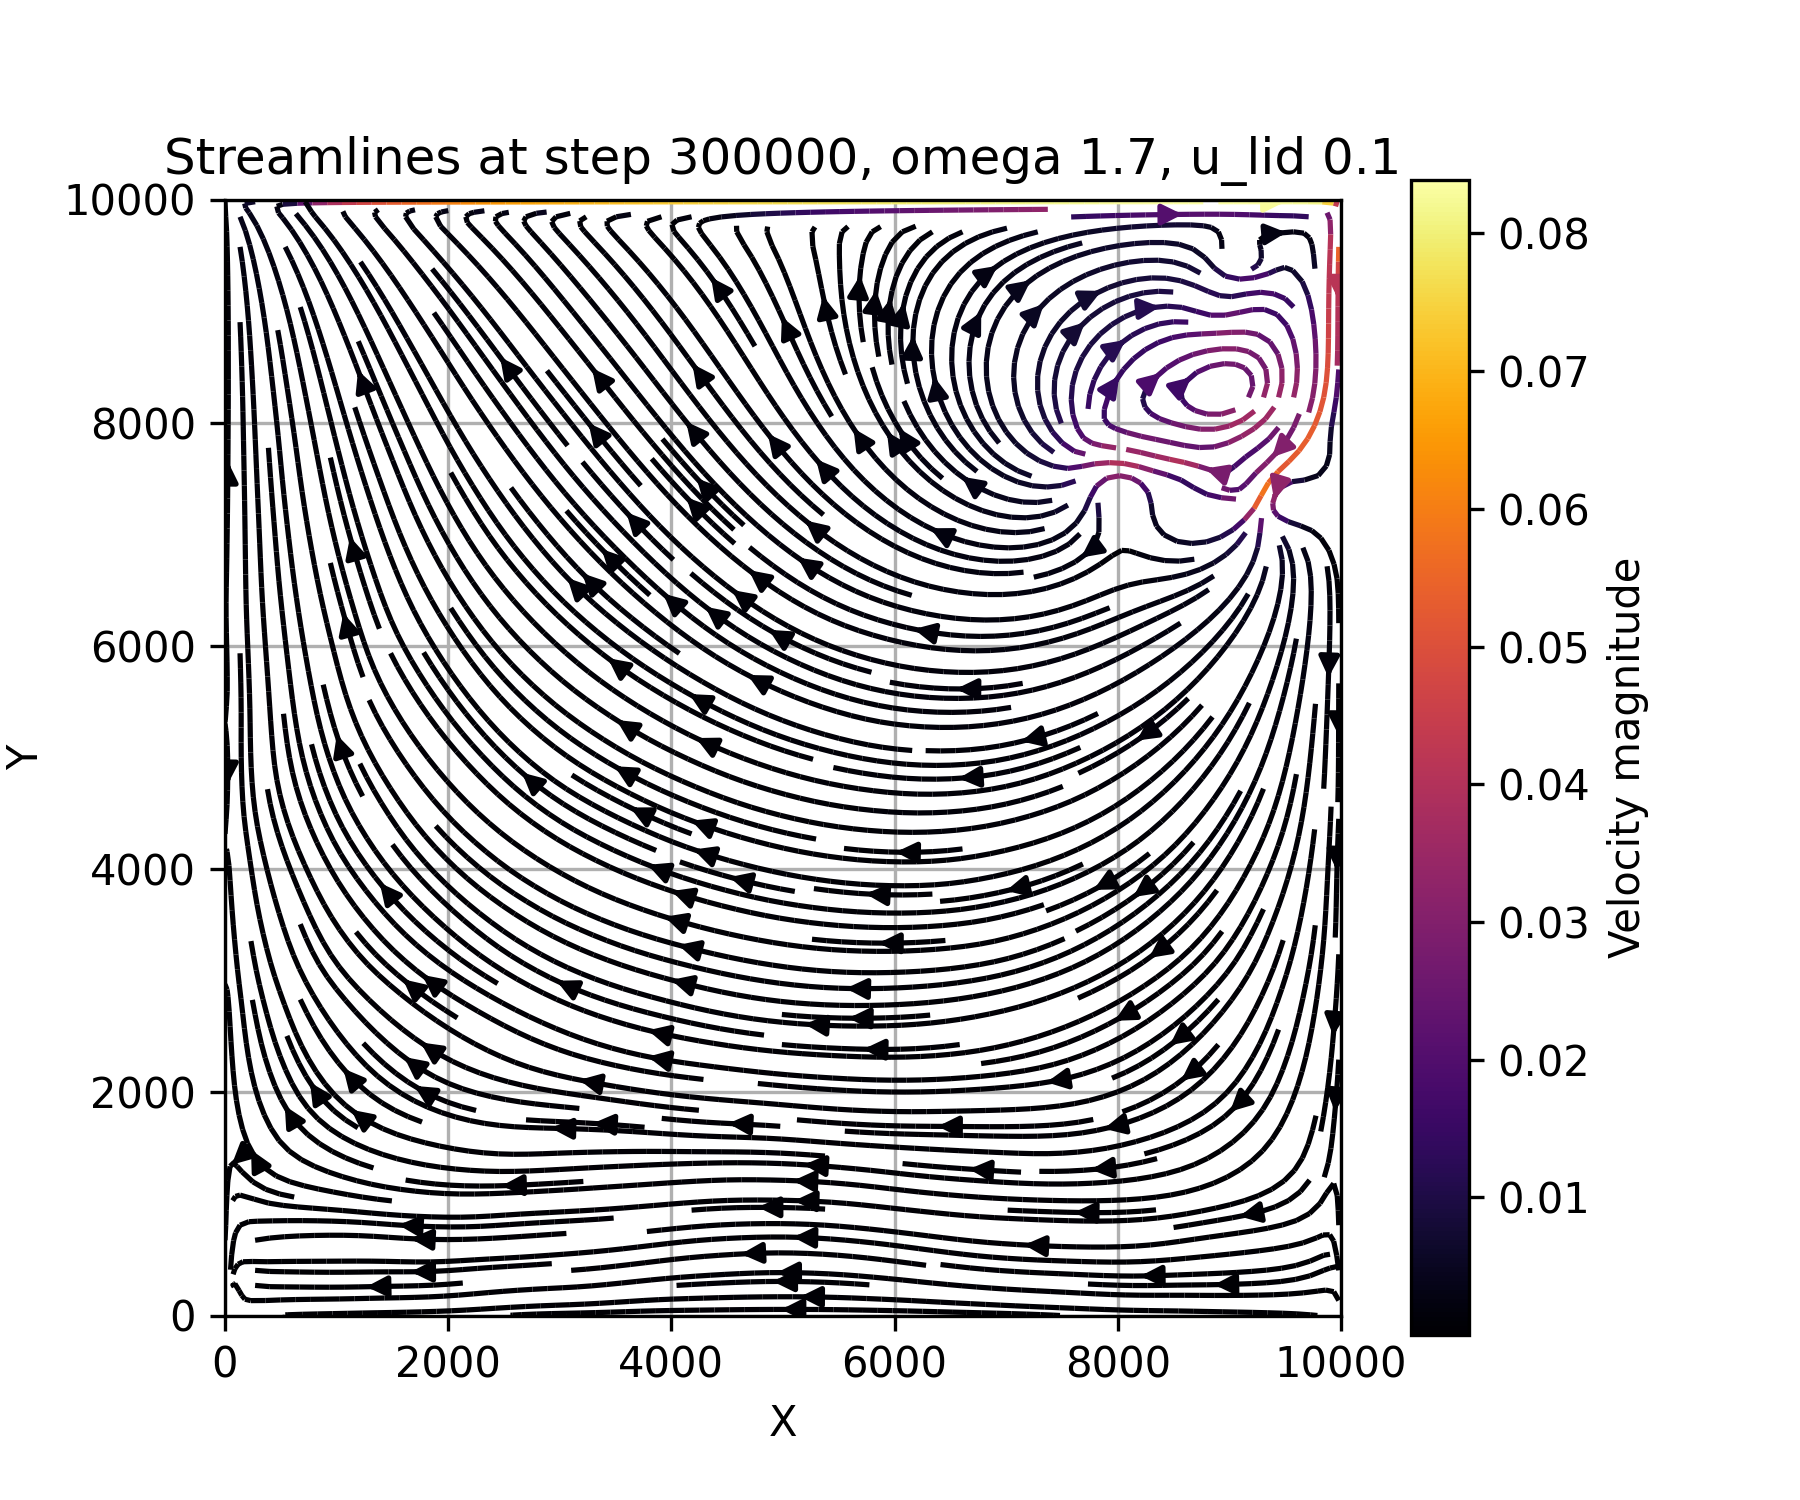 Streamlines at step 300000, omega 1.7, u_lid 0.1
10000
8000
6000
4000
2000
0
Y
0 2000 4000 6000 8000 10000
X
0.08
0.07
0.06
0.05
0.04
0.03
0.02
0.01
Velocity magnitude